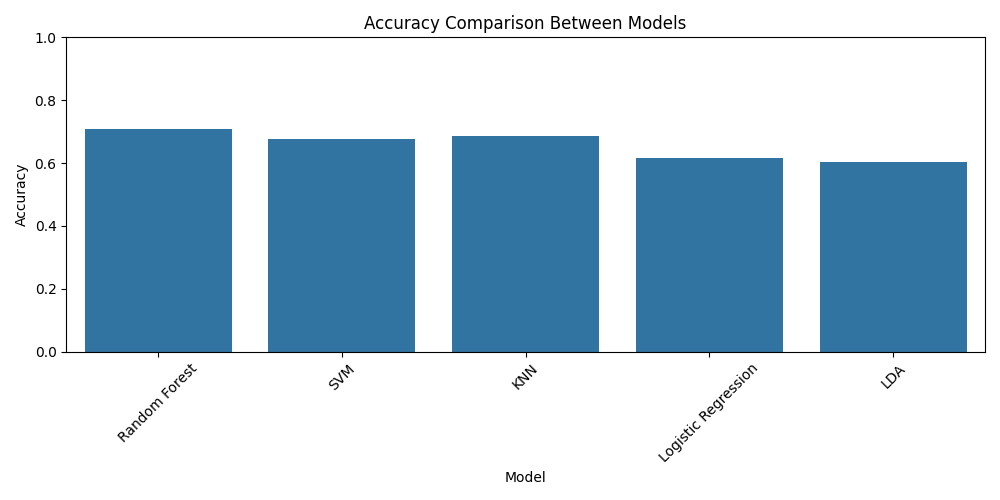 Accuracy Comparison Between Models
1.0
0.8
0.6
0.4
0.2
0.0
Accuracy
Random Forest
SVM
KNN
Logistic Regression
LDA
Model